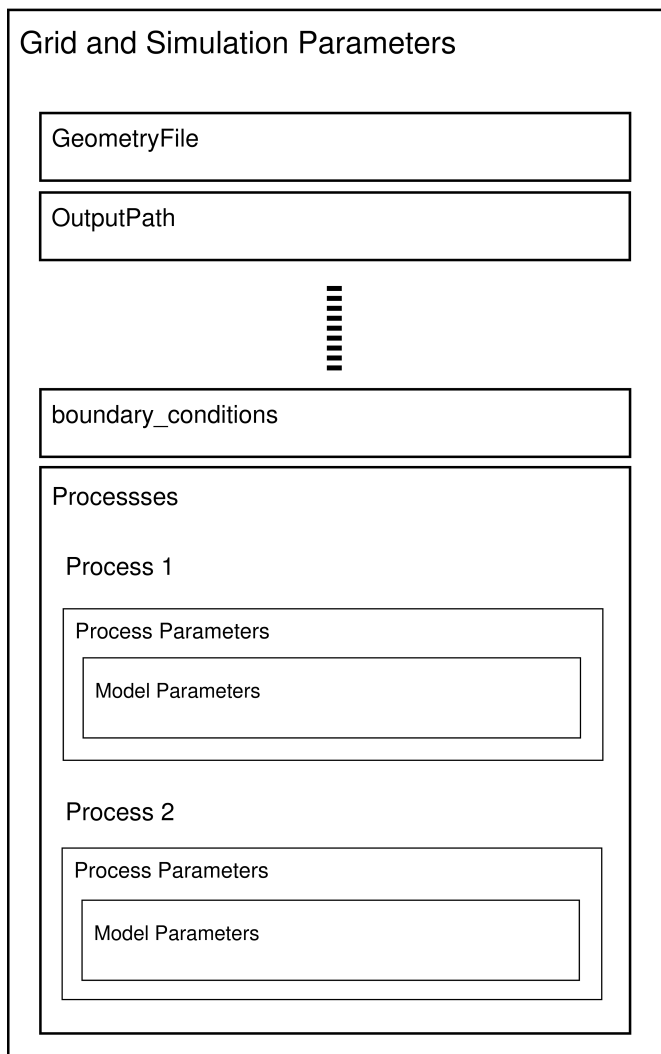 Grid and Simulation Parameters
GeometryFile
OutputPath
boundary_conditions
Processses
Process 1
Process Parameters
Model Parameters
Process 2
Process Parameters
Model Parameters